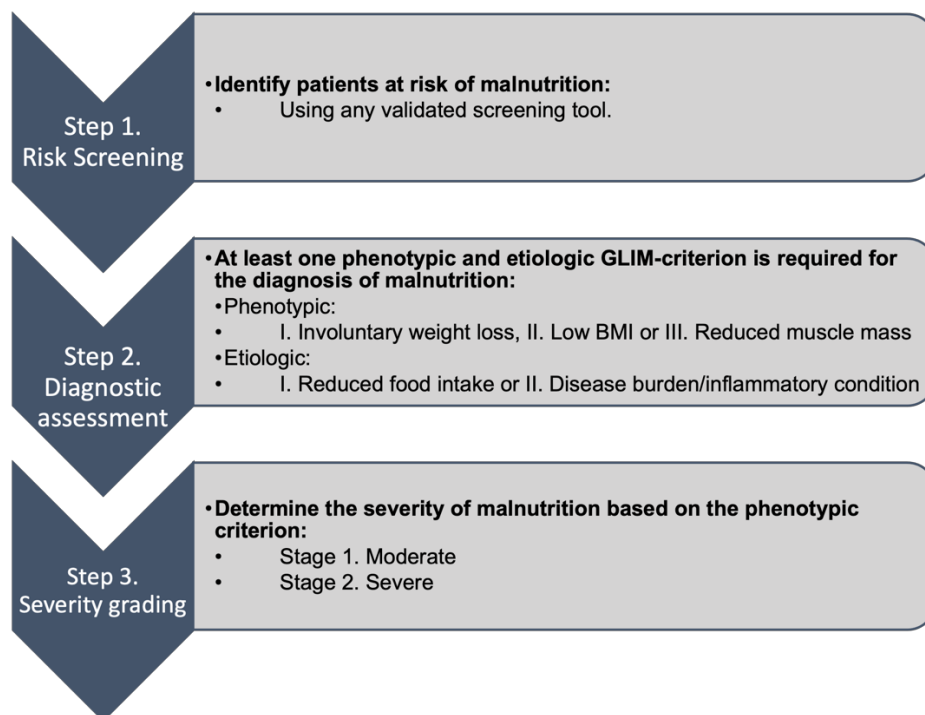 Step 1.
Risk Screening
•Identify patients at risk of malnutrition:
• Using any validated screening tool.
Step 2.
Diagnostic
assessment
•At least one phenotypic and etiologic GLIM-criterion is required for
the diagnosis of malnutrition:
•Phenotypic:
• I. Involuntary weight loss, II. Low BMI or III. Reduced muscle mass
•Etiologic:
• I. Reduced food intake or II. Disease burden/inflammatory condition
Step 3.
Severity grading
•Determine the severity of malnutrition based on the phenotypic
criterion:
• Stage 1. Moderate
• Stage 2. Severe